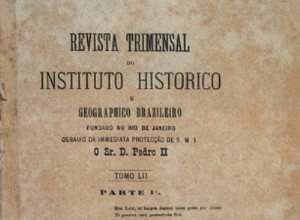 REVISTA TRIMENSAL
DO
INSTITUTO HISTORICO
E
GEOGRAPHICO BRAZILEIRO
FUNDADO NO RIO DE JANEIRO
DEBAIXO DA IMMEDIATA PROTECÇÃO DE S. M. I.
O Sr. D. Pedro II
TOMO LII
PARTE I.